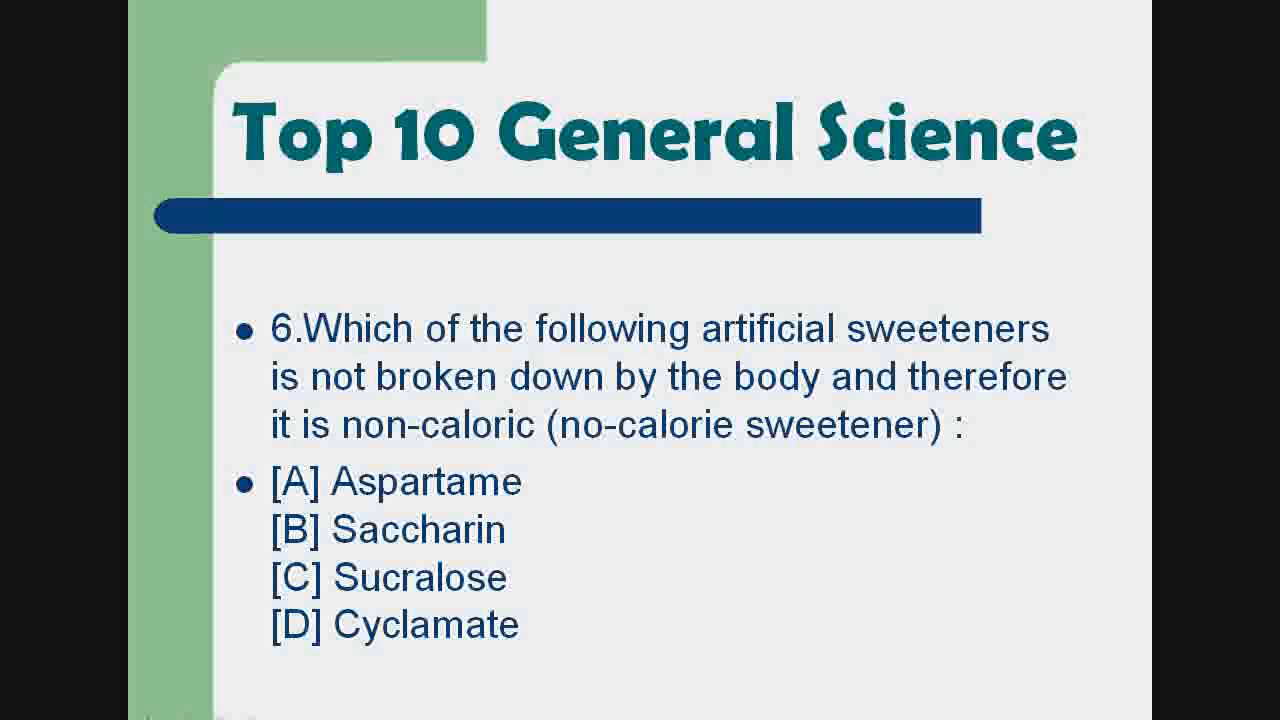 Top 10 General Science
6.Which of the following artificial sweeteners
is not broken down by the body and therefore
it is non-caloric (no-calorie sweetener) :
[A] Aspartame
[B] Saccharin
[C] Sucralose
[D] Cyclamate